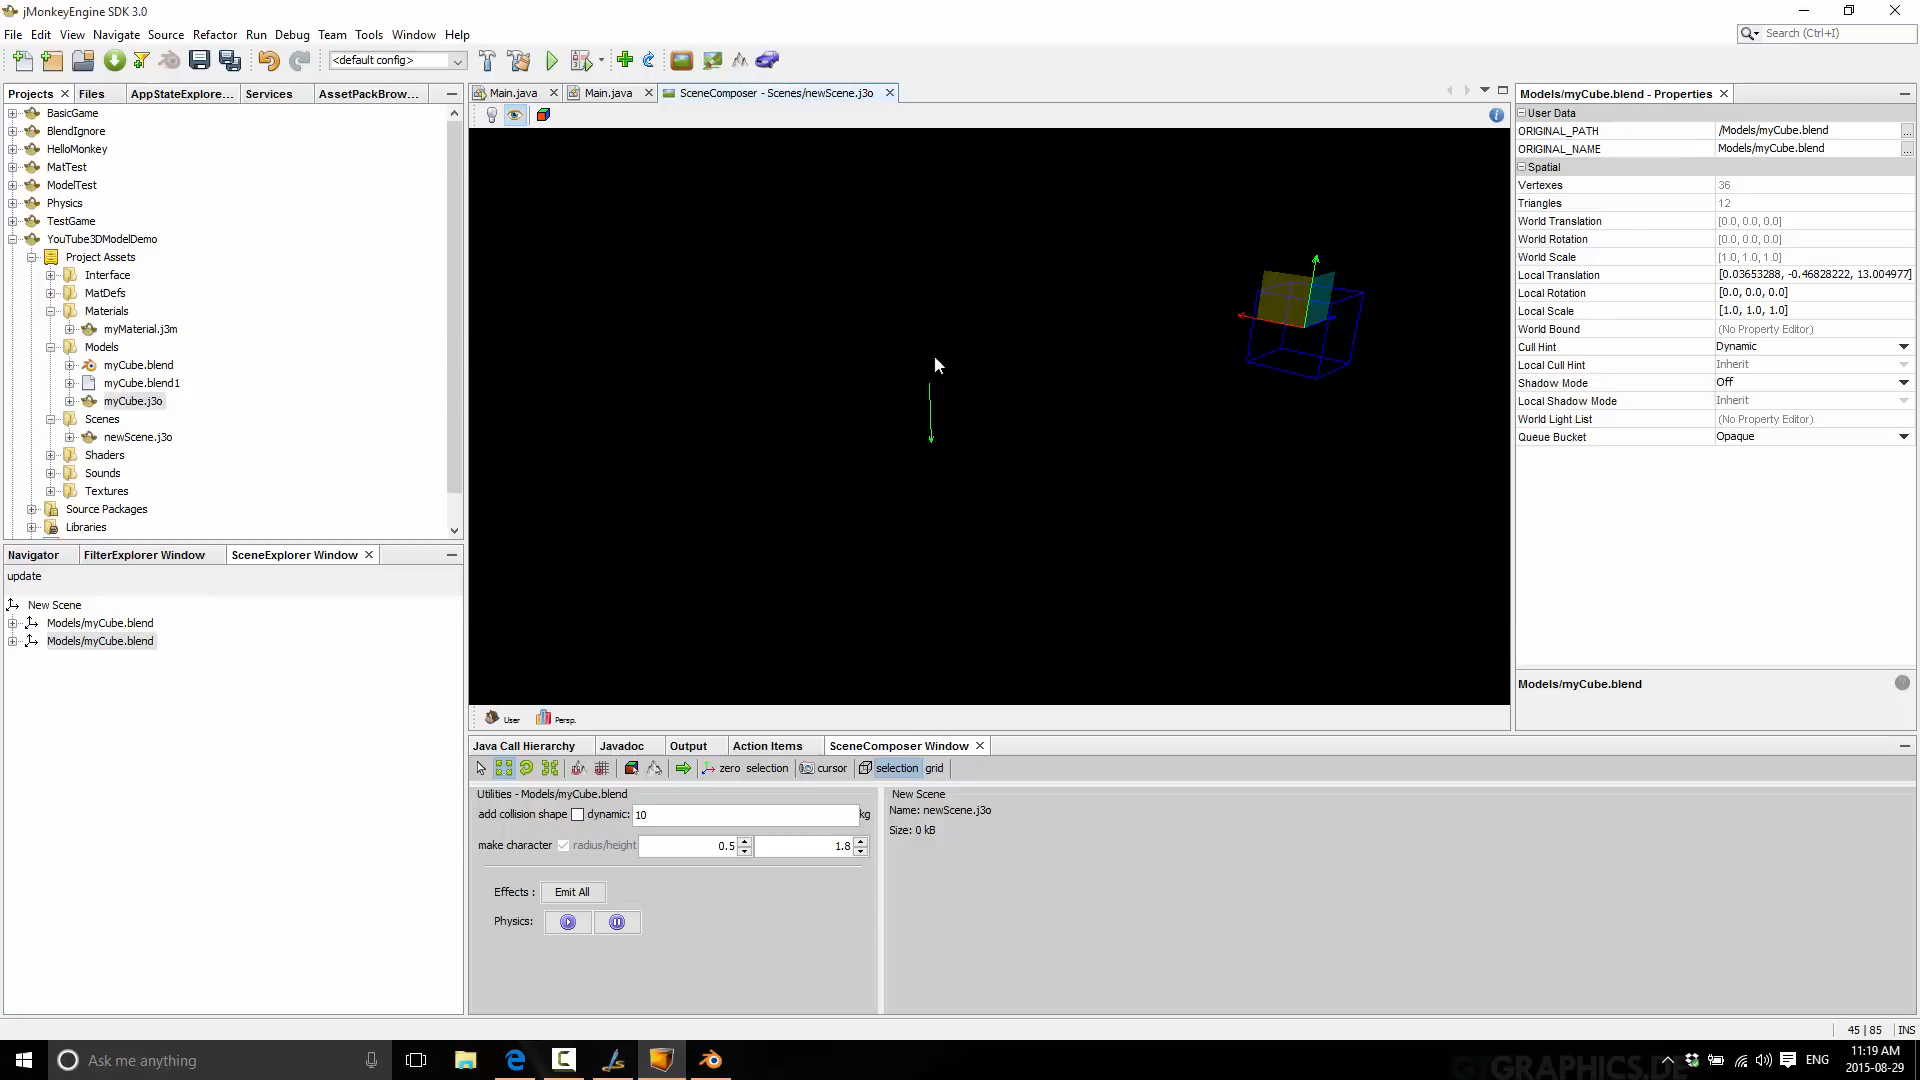 jMonkeyEngine SDK 3.0
File Edit View Navigate Source Refactor Run Debug Team Tools Window Help
Search (Ctrl+I)
<default config>
Projects Files AppStateExplore... Services AssetPackBrow...
BasicGame
BlendIgnore
HelloMonkey
MatTest
ModelTest
Physics
TestGame
YouTube3DModelDemo
Project Assets
Interface
MatDefs
Materials
myMaterial.j3m
Models
myCube.blend
myCube.blend1
myCube.j3o
Scenes
newScene.j3o
Shaders
Sounds
Textures
Source Packages
Libraries
Navigator FilterExplorer Window SceneExplorer Window
update
New Scene
Models/myCube.blend
Models/myCube.blend
Main.java Main.java SceneComposer - Scenes/newScene.j3o
User Persp.
Java Call Hierarchy Javadoc Output Action Items SceneComposer Window
zero selection cursor selection grid
Utilities - Models/myCube.blend
add collision shape dynamic: 10 kg
make character radius/height 0.5 1.8
Effects : Emit All
Physics:
New Scene
Name: newScene.j3o
Size: 0 kB
Models/myCube.blend - Properties
User Data
ORIGINAL_PATH /Models/myCube.blend ...
ORIGINAL_NAME Models/myCube.blend ...
Spatial
Vertexes 36
Triangles 12
World Translation [0.0, 0.0, 0.0]
World Rotation [0.0, 0.0, 0.0]
World Scale [1.0, 1.0, 1.0]
Local Translation [0.03653288, -0.46828222, 13.004977]
Local Rotation [0.0, 0.0, 0.0]
Local Scale [1.0, 1.0, 1.0]
World Bound (No Property Editor)
Cull Hint Dynamic
Local Cull Hint Inherit
Shadow Mode Off
Local Shadow Mode Inherit
World Light List (No Property Editor)
Queue Bucket Opaque
Models/myCube.blend
45 | 85 INS
Ask me anything
ENG
11:19 AM
2015-08-29
GTGRAPHICS.DE